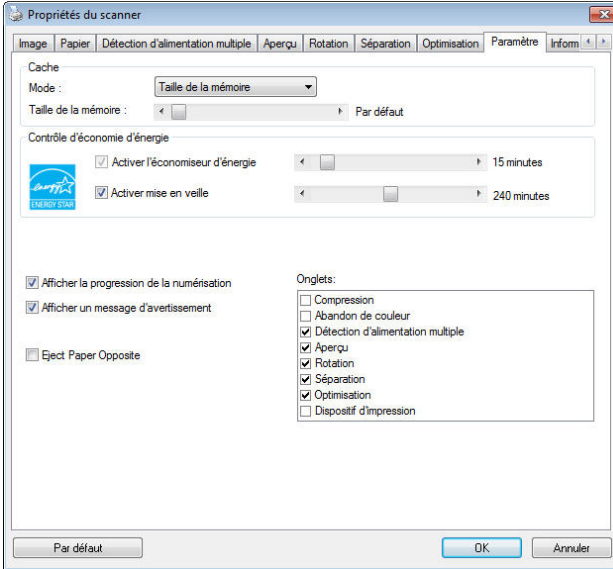 Propriétés du scanner
Image Papier Détection d'alimentation multiple Aperçu Rotation Séparation Optimisation Paramètre Inform
Cache
Mode : Taille de la mémoire
Taille de la mémoire : Par défaut
Contrôle d'économie d'énergie
Activer l'économiseur d'énergie 15 minutes
energy
ENERGY STAR
Activer mise en veille 240 minutes
Afficher la progression de la numérisation
Afficher un message d'avertissement
Eject Paper Opposite
Onglets:
Compression
Abandon de couleur
Détection d'alimentation multiple
Aperçu
Rotation
Séparation
Optimisation
Dispositif d'impression
Par défaut OK Annuler